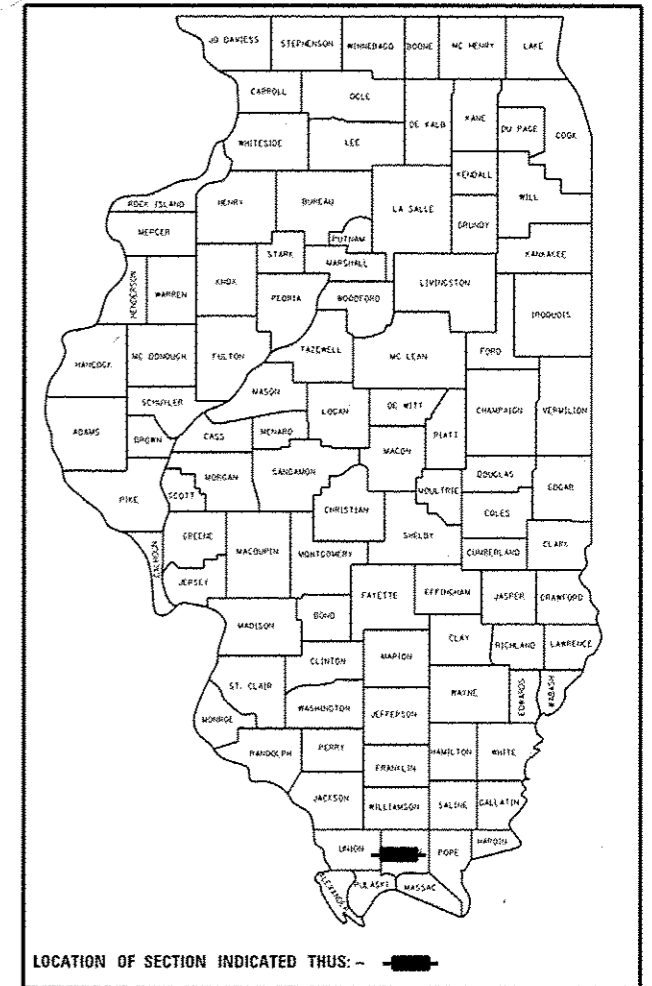 JO DAVIESS STEPHENSON WINNEBAGO BOONE MC HENRY LAKE
CARROLL OGLE DE KALB KANE DU PAGE COOK
WHITESIDE LEE KENDALL WILL
ROCK ISLAND HENRY BUREAU LA SALLE GRUNDY
MERCER PUTNAM KANKAKEE
STARK MARSHALL
HENDERSON WARREN KNOX PEORIA WOODFORD LIVINGSTON IROQUOIS
HANCOCK MC DONOUGH FULTON TAZEWELL MC LEAN FORD
MASON
SCHUYLER LOGAN DE WITT CHAMPAIGN VERMILION
ADAMS BROWN CASS MENARD PIATT
MACON
PIKE SCOTT MORGAN SANGAMON MOULTRIE DOUGLAS EDGAR
CHRISTIAN COLES
CALHOUN GREENE MACOUPIN MONTGOMERY SHELBY CUMBERLAND CLARK
JERSEY FAYETTE EFFINGHAM JASPER CRAWFORD
MADISON BOND
CLAY RICHLAND LAWRENCE
CLINTON MARION
ST. CLAIR WAYNE EDWARDS WABASH
MONROE WASHINGTON JEFFERSON
RANDOLPH PERRY HAMILTON WHITE
FRANKLIN
JACKSON WILLIAMSON SALINE GALLATIN
UNION POPE HARDIN
ALEXANDER PULASKI MASSAC
LOCATION OF SECTION INDICATED THUS: -